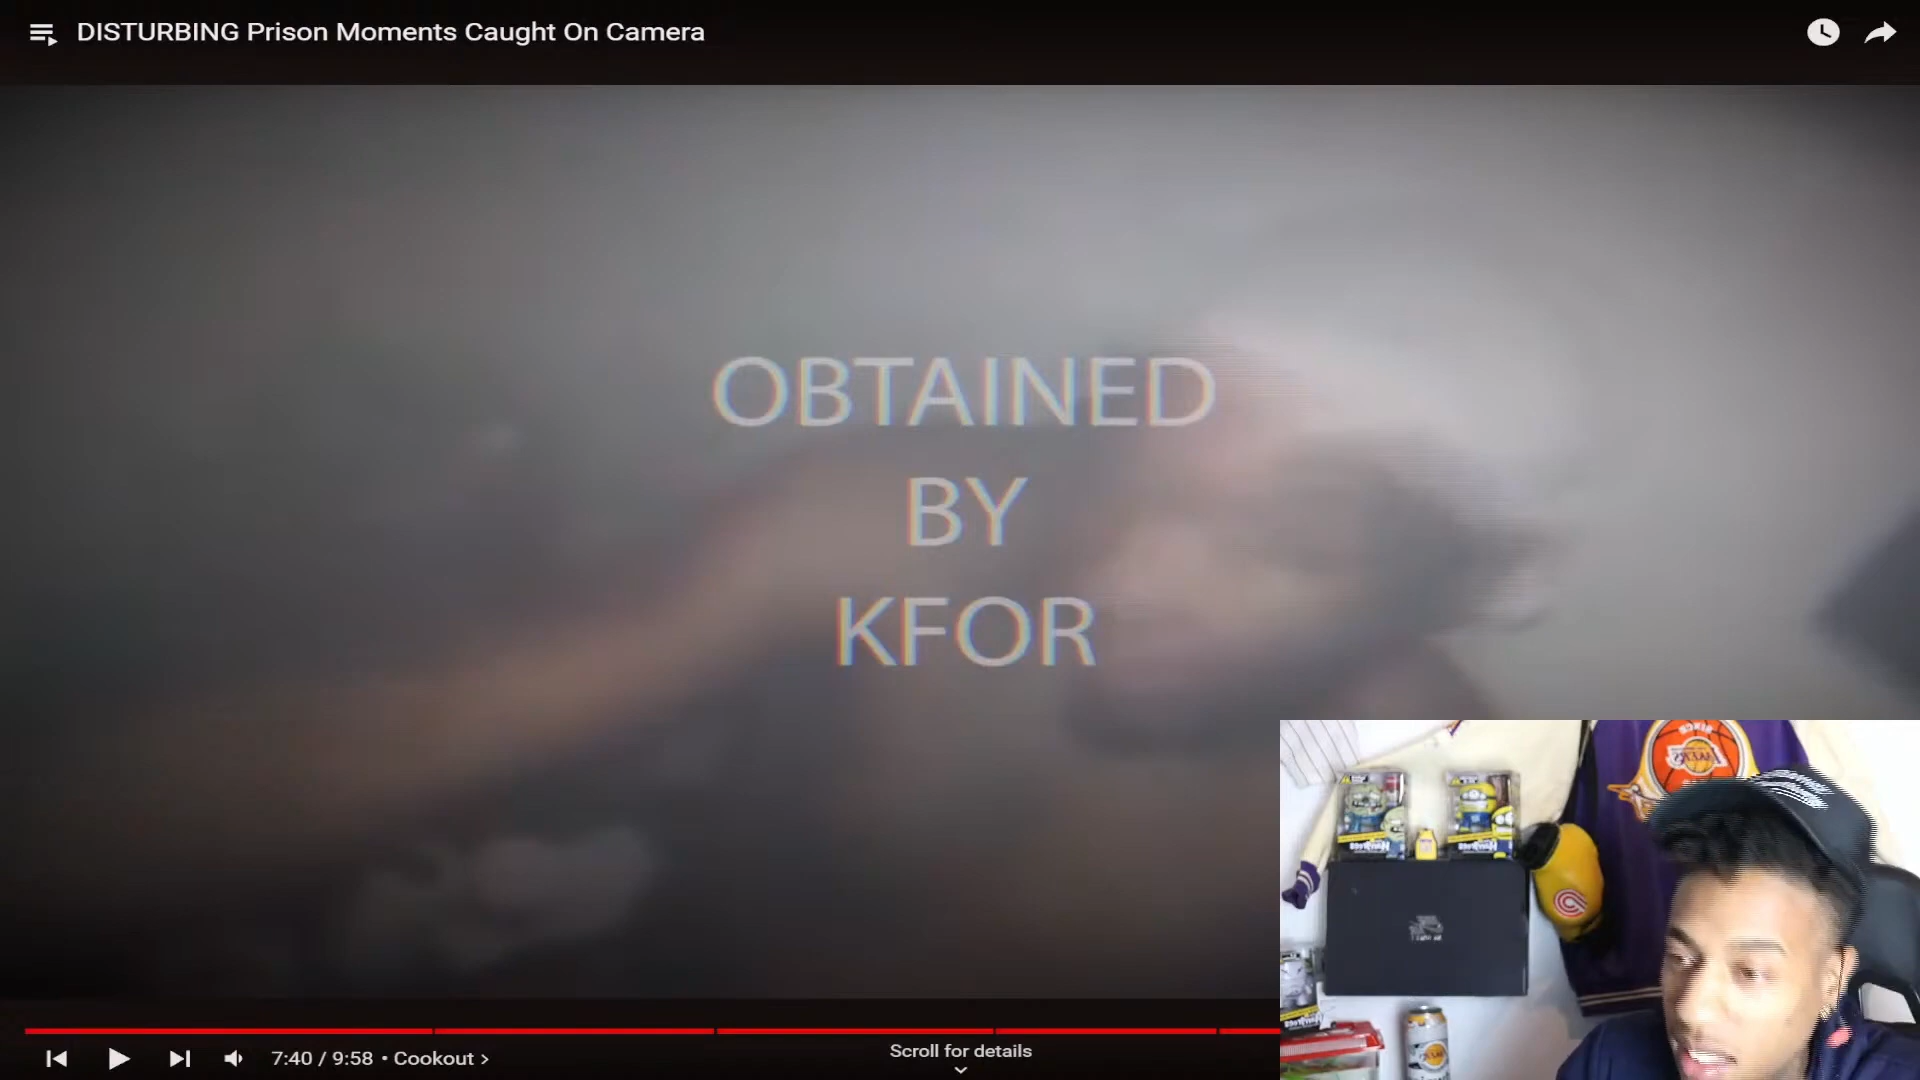 DISTURBING Prison Moments Caught On Camera
OBTAINED
BY
KFOR
7:40 / 9:58 • Cookout >
Scroll for details